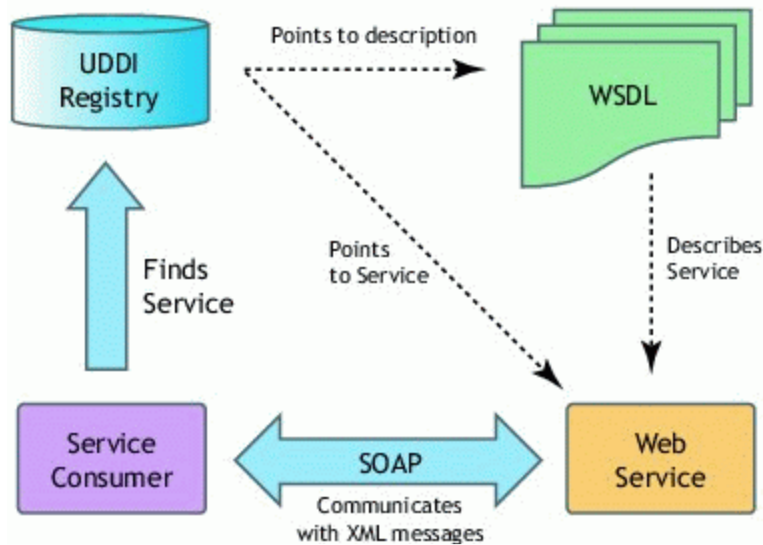 Points to description
UDDI
Registry
WSDL
Points
to Service
Describes
Service
Finds
Service
Service
Consumer
SOAP
Web
Service
Communicates
with XML messages